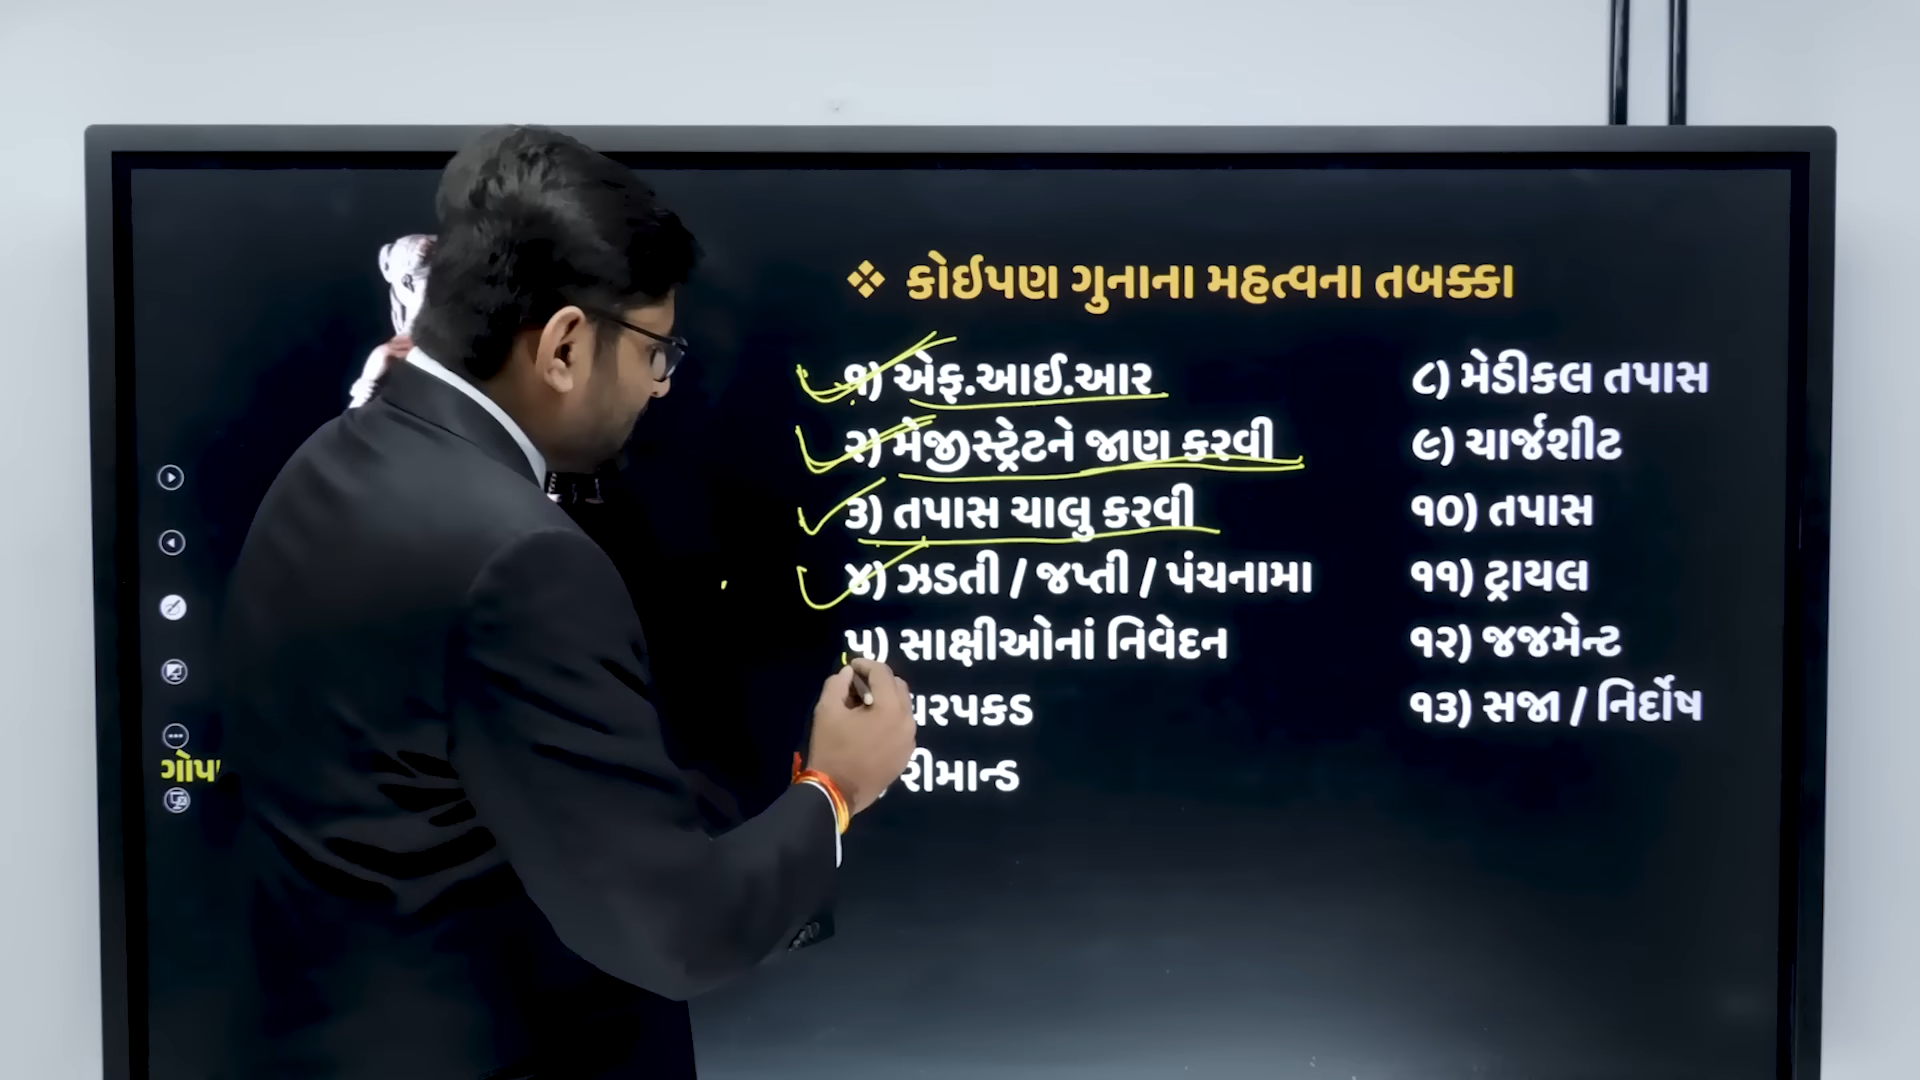 ❖ કોઈપણ ગુનાના મહત્વના તબક્કા
૧) એફ.આઈ.આર
૨) મેજીસ્ટ્રેટને જાણ કરવી
૩) તપાસ ચાલુ કરવી
૪) ઝડતી / જપ્તી / પંચનામા
૫) સાક્ષીઓનાં નિવેદન
ધરપકડ
રીમાન્ડ
૮) મેડીકલ તપાસ
૯) ચાર્જશીટ
૧૦) તપાસ
૧૧) ટ્રાયલ
૧૨) જજમેન્ટ
૧૩) સજા / નિર્દોષ